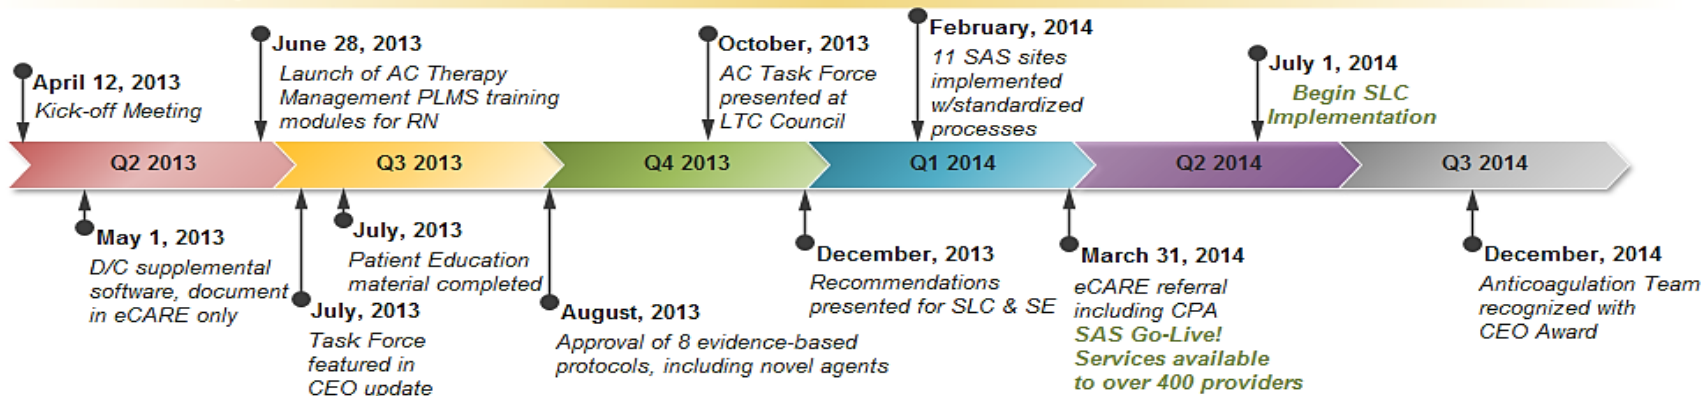 April 12, 2013
Kick-off Meeting
June 28, 2013
Launch of AC Therapy
Management PLMS training
modules for RN
October, 2013
AC Task Force
presented at
LTC Council
February, 2014
11 SAS sites
implemented
w/standardized
processes
July 1, 2014
Begin SLC
Implementation
Q2 2013
Q3 2013
Q4 2013
Q1 2014
Q2 2014
Q3 2014
May 1, 2013
D/C supplemental
software, document
in eCARE only
July, 2013
Task Force
featured in
CEO update
July, 2013
Patient Education
material completed
August, 2013
Approval of 8 evidence-based
protocols, including novel agents
December, 2013
Recommendations
presented for SLC & SE
March 31, 2014
eCARE referral
including CPA
SAS Go-Live!
Services available
to over 400 providers
December, 2014
Anticoagulation Team
recognized with
CEO Award